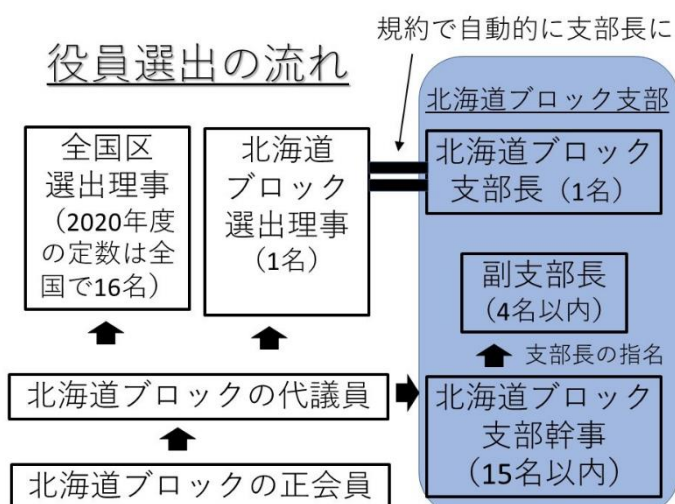 規約で自動的に支部長に
役員選出の流れ
北海道ブロック支部
全国区
選出理事
（2020年度
の定数は全
国で16名）
北海道
ブロック
選出理事
（1名）
北海道ブロック
支部長（1名）
副支部長
（4名以内）
支部長の指名
北海道ブロックの代議員
北海道ブロック
支部幹事
（15名以内）
北海道ブロックの正会員